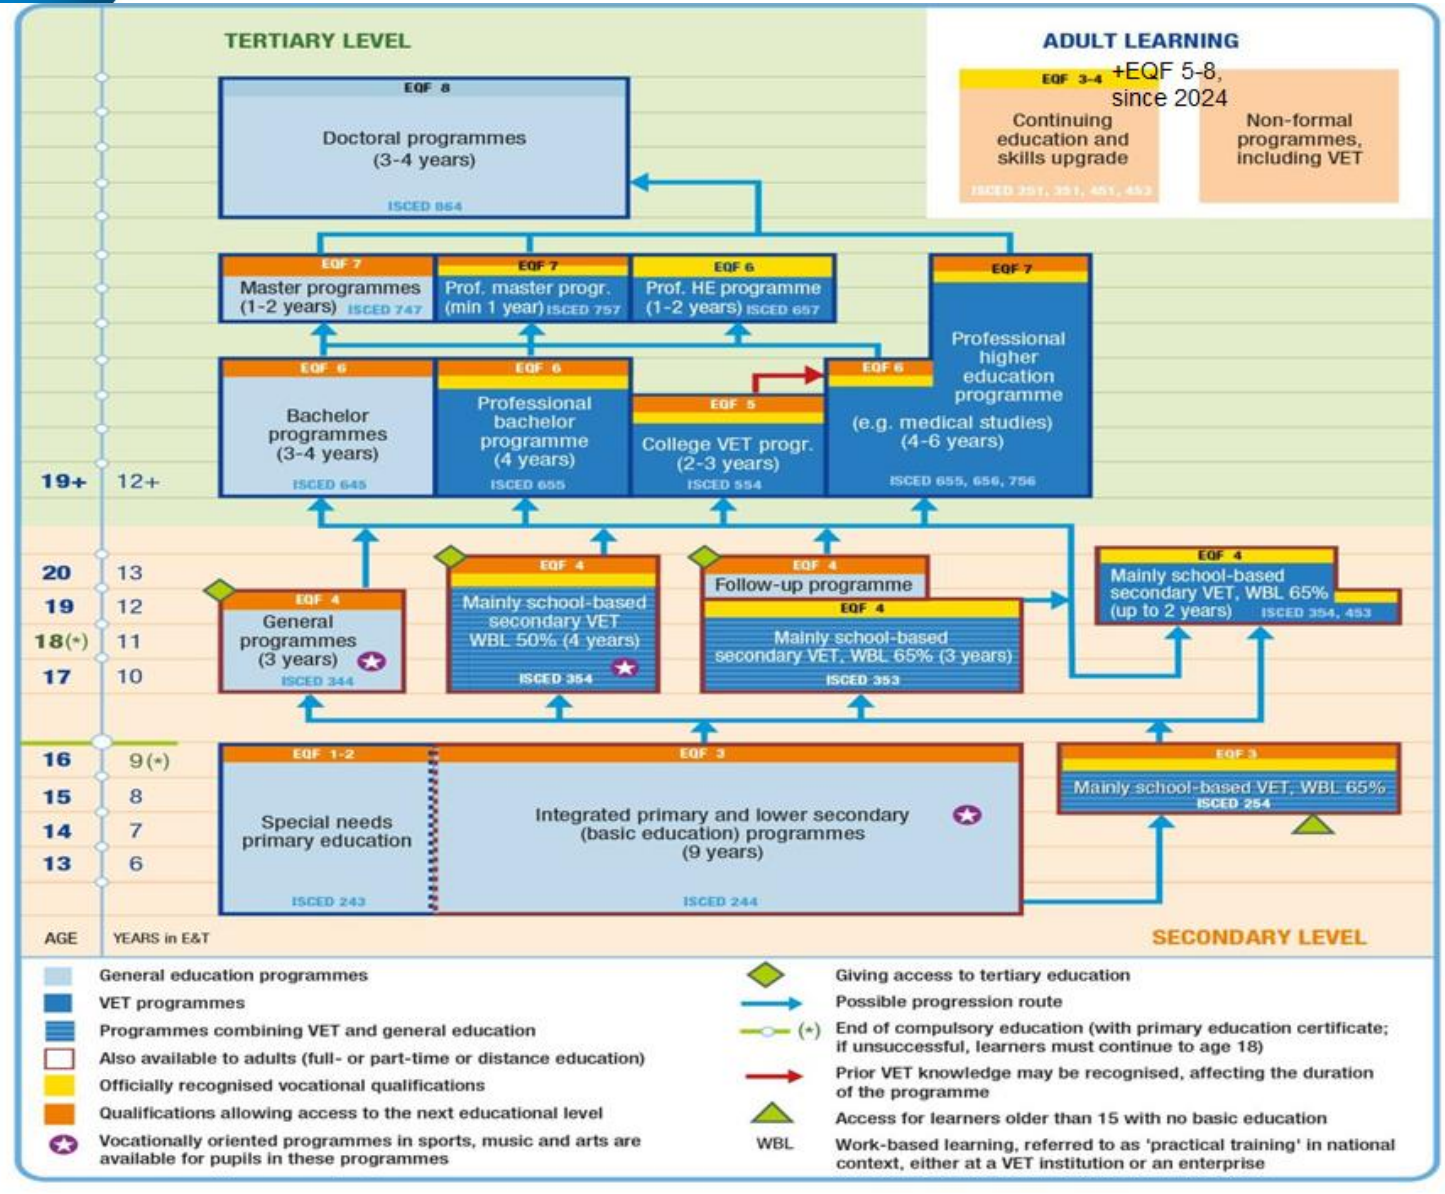 TERTIARY LEVEL
ADULT LEARNING
EQF 8
Doctoral programmes
(3-4 years)
ISCED 864
EQF 3-4
+EQF 5-8,
since 2024
Continuing
education and
skills upgrade
ISCED 251, 351, 451, 453
Non-formal
programmes,
including VET
EQF 7
Master programmes
(1-2 years) ISCED 747
EQF 7
Prof. master progr.
(min 1 year) ISCED 757
EQF 6
Prof. HE programme
(1-2 years) ISCED 657
EQF 7
Professional
higher
education
programme
(e.g. medical studies)
(4-6 years)
ISCED 655, 656, 756
EQF 6
EQF 6
Bachelor
programmes
(3-4 years)
ISCED 645
EQF 6
Professional
bachelor
programme
(4 years)
ISCED 655
EQF 5
College VET progr.
(2-3 years)
ISCED 554
19+ 12+
20 13
19 12
18(*) 11
17 10
EQF 4
General
programmes
(3 years)
ISCED 344
EQF 4
Mainly school-based
secondary VET
WBL 50% (4 years)
ISCED 354
EQF 4
Follow-up programme
EQF 4
Mainly school-based
secondary VET, WBL 65% (3 years)
ISCED 353
EQF 4
Mainly school-based
secondary VET, WBL 65%
(up to 2 years) ISCED 354, 453
16 9(*)
15 8
14 7
13 6
EQF 1-2
Special needs
primary education
ISCED 243
EQF 3
Integrated primary and lower secondary
(basic education) programmes
(9 years)
ISCED 244
EQF 3
Mainly school-based VET, WBL 65%
ISCED 254
AGE YEARS in E&T
SECONDARY LEVEL
General education programmes
VET programmes
Programmes combining VET and general education
Also available to adults (full- or part-time or distance education)
Officially recognised vocational qualifications
Qualifications allowing access to the next educational level
Vocationally oriented programmes in sports, music and arts are
available for pupils in these programmes
Giving access to tertiary education
Possible progression route
(*) End of compulsory education (with primary education certificate;
if unsuccessful, learners must continue to age 18)
Prior VET knowledge may be recognised, affecting the duration
of the programme
Access for learners older than 15 with no basic education
WBL Work-based learning, referred to as 'practical training' in national
context, either at a VET institution or an enterprise